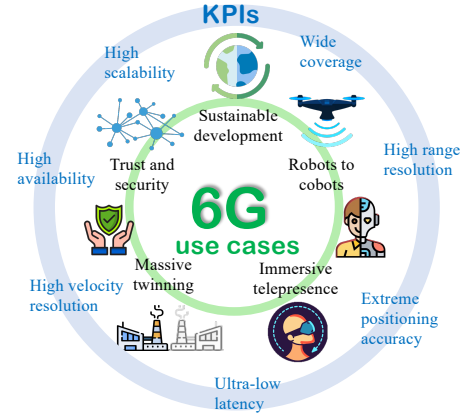 KPIs
High
scalability
Wide
coverage
Sustainable
development
High
availability
Trust and
security
Robots to
cobots
High range
resolution
6G
use cases
High velocity
resolution
Massive
twinning
Immersive
telepresence
Extreme
positioning
accuracy
Ultra-low
latency